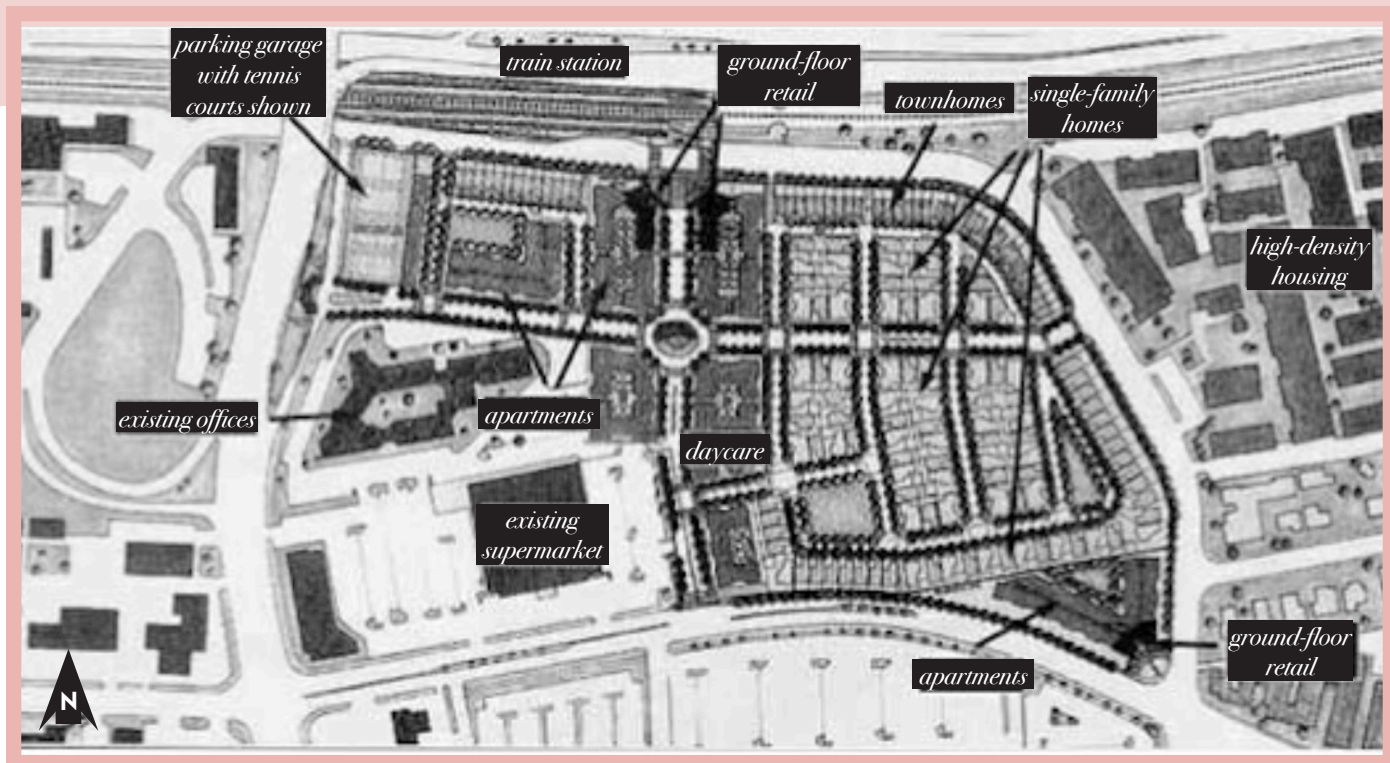 parking garage
with tennis
courts shown
train station
ground-floor
retail
townhomes
single-family
homes
high-density
housing
existing offices
apartments
daycare
existing
supermarket
apartments
ground-floor
retail
N